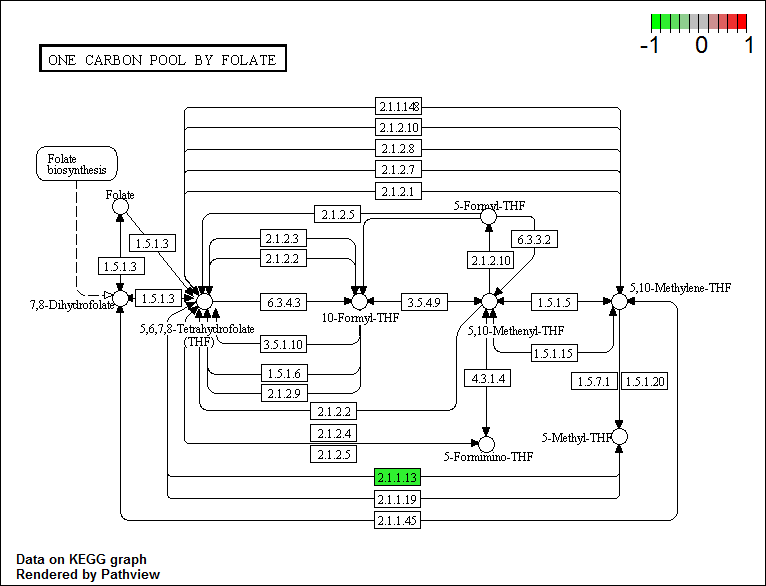 -1 0 1
ONE CARBON POOL BY FOLATE
2.1.1.148
2.1.2.10
2.1.2.8
2.1.2.7
2.1.2.1
Folate
biosynthesis
Folate
5-Formyl-THF
2.1.2.5
1.5.1.3
2.1.2.3
6.3.3.2
2.1.2.2
2.1.2.10
1.5.1.3
5,10-Methylene-THF
7,8-Dihydrofolate
1.5.1.3
6.3.4.3
3.5.4.9
1.5.1.5
10-Formyl-THF
5,6,7,8-Tetrahydrofolate
(THF)
5,10-Methenyl-THF
3.5.1.10
1.5.1.15
1.5.1.6
4.3.1.4
1.5.7.1
1.5.1.20
2.1.2.9
2.1.2.2
2.1.2.4
5-Methyl-THF
2.1.2.5
5-Formimino-THF
2.1.1.13
2.1.1.19
2.1.1.45
Data on KEGG graph
Rendered by Pathview